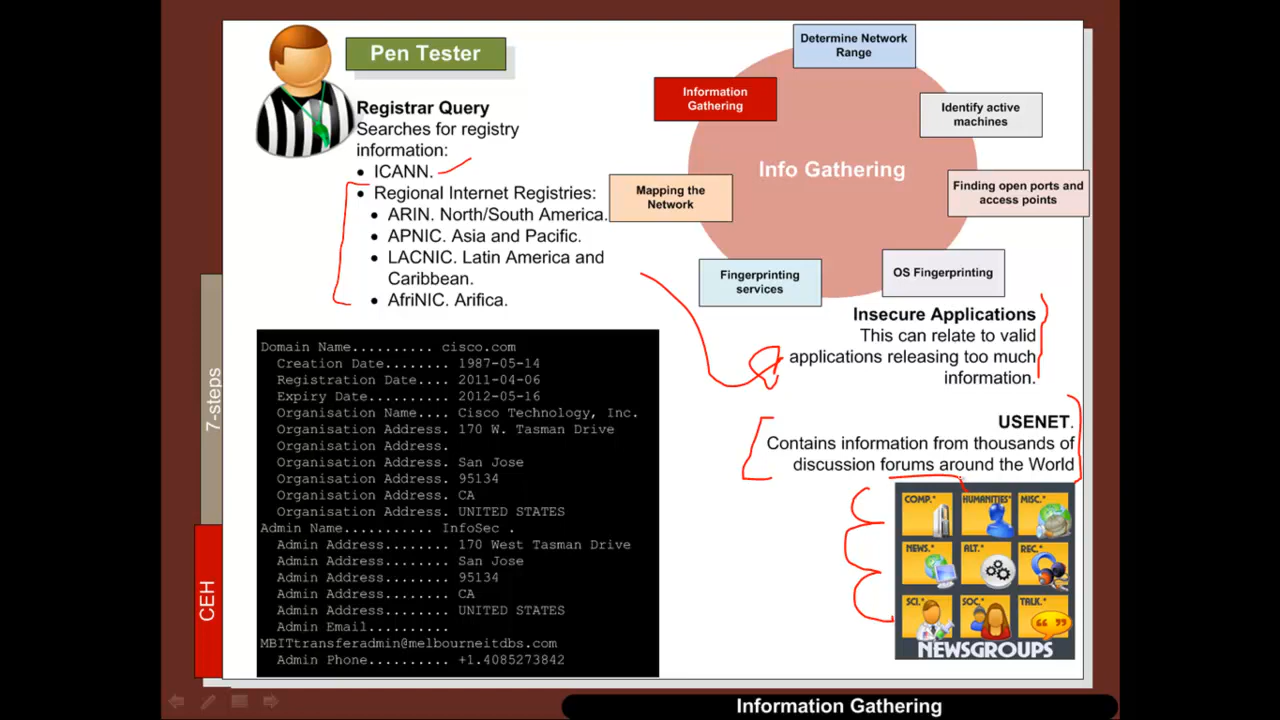 Pen Tester
Registrar Query
Searches for registry
information:
• ICANN.
• Regional Internet Registries:
• ARIN. North/South America.
• APNIC. Asia and Pacific.
• LACNIC. Latin America and
Caribbean.
• AfriNIC. Arifica.
Determine Network
Range
Information
Gathering
Identify active
machines
Info Gathering
Mapping the
Network
Finding open ports and
access points
Fingerprinting
services
OS Fingerprinting
Insecure Applications
This can relate to valid
applications releasing too much
information.
USENET.
Contains information from thousands of
discussion forums around the World
COMP.* HUMANITIES* MISC.*
NEWS.* ALT.* REC.*
SCI.* SOC.* TALK.*
NEWSGROUPS
7-steps
CEH
Domain Name.......... cisco.com
Creation Date........ 1987-05-14
Registration Date.... 2011-04-06
Expiry Date.......... 2012-05-16
Organisation Name.... Cisco Technology, Inc.
Organisation Address. 170 W. Tasman Drive
Organisation Address.
Organisation Address. San Jose
Organisation Address. 95134
Organisation Address. CA
Organisation Address. UNITED STATES
Admin Name........... InfoSec .
Admin Address........ 170 West Tasman Drive
Admin Address........ San Jose
Admin Address........ 95134
Admin Address........ CA
Admin Address........ UNITED STATES
Admin Email..........
MBITtransferadmin@melbourneitdbs.com
Admin Phone.......... +1.4085273842
Information Gathering